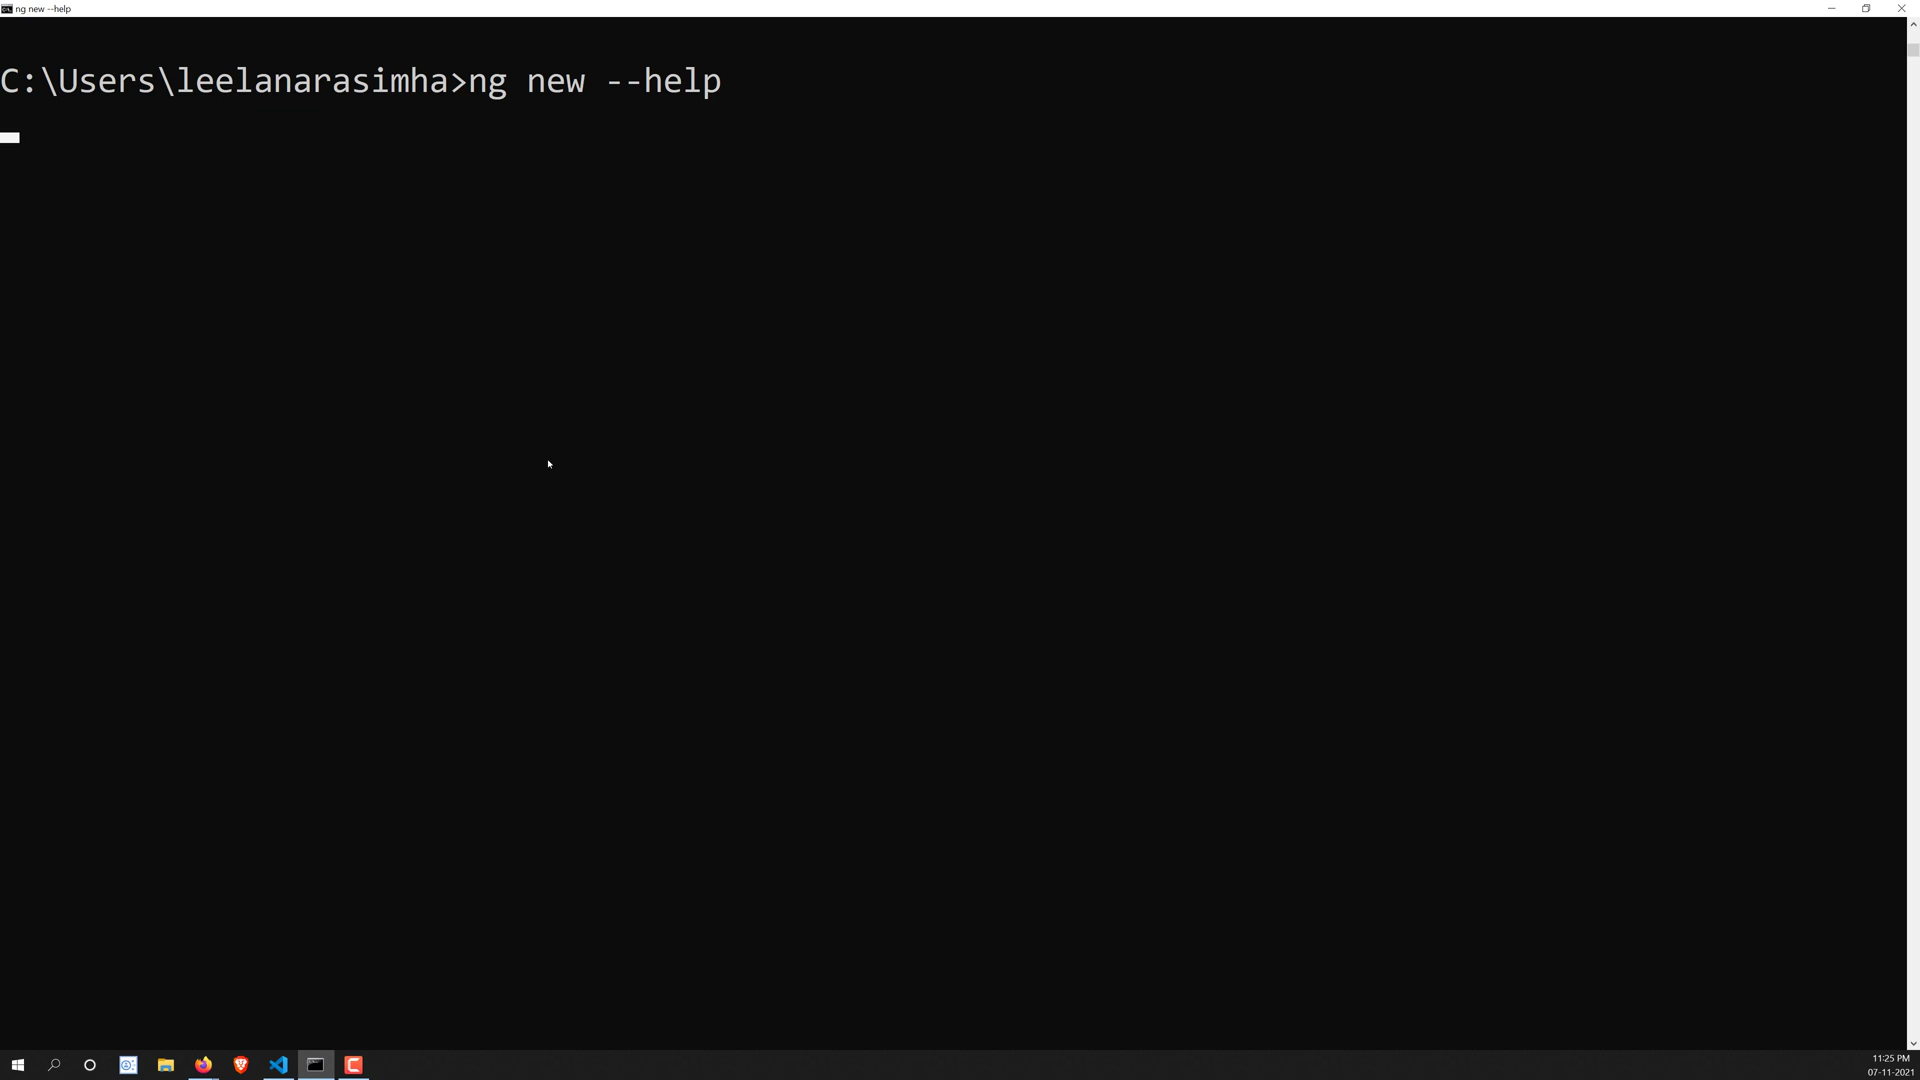 ng new --help
C:\Users\leelanarasimha>ng new --help
11:25 PM
07-11-2021